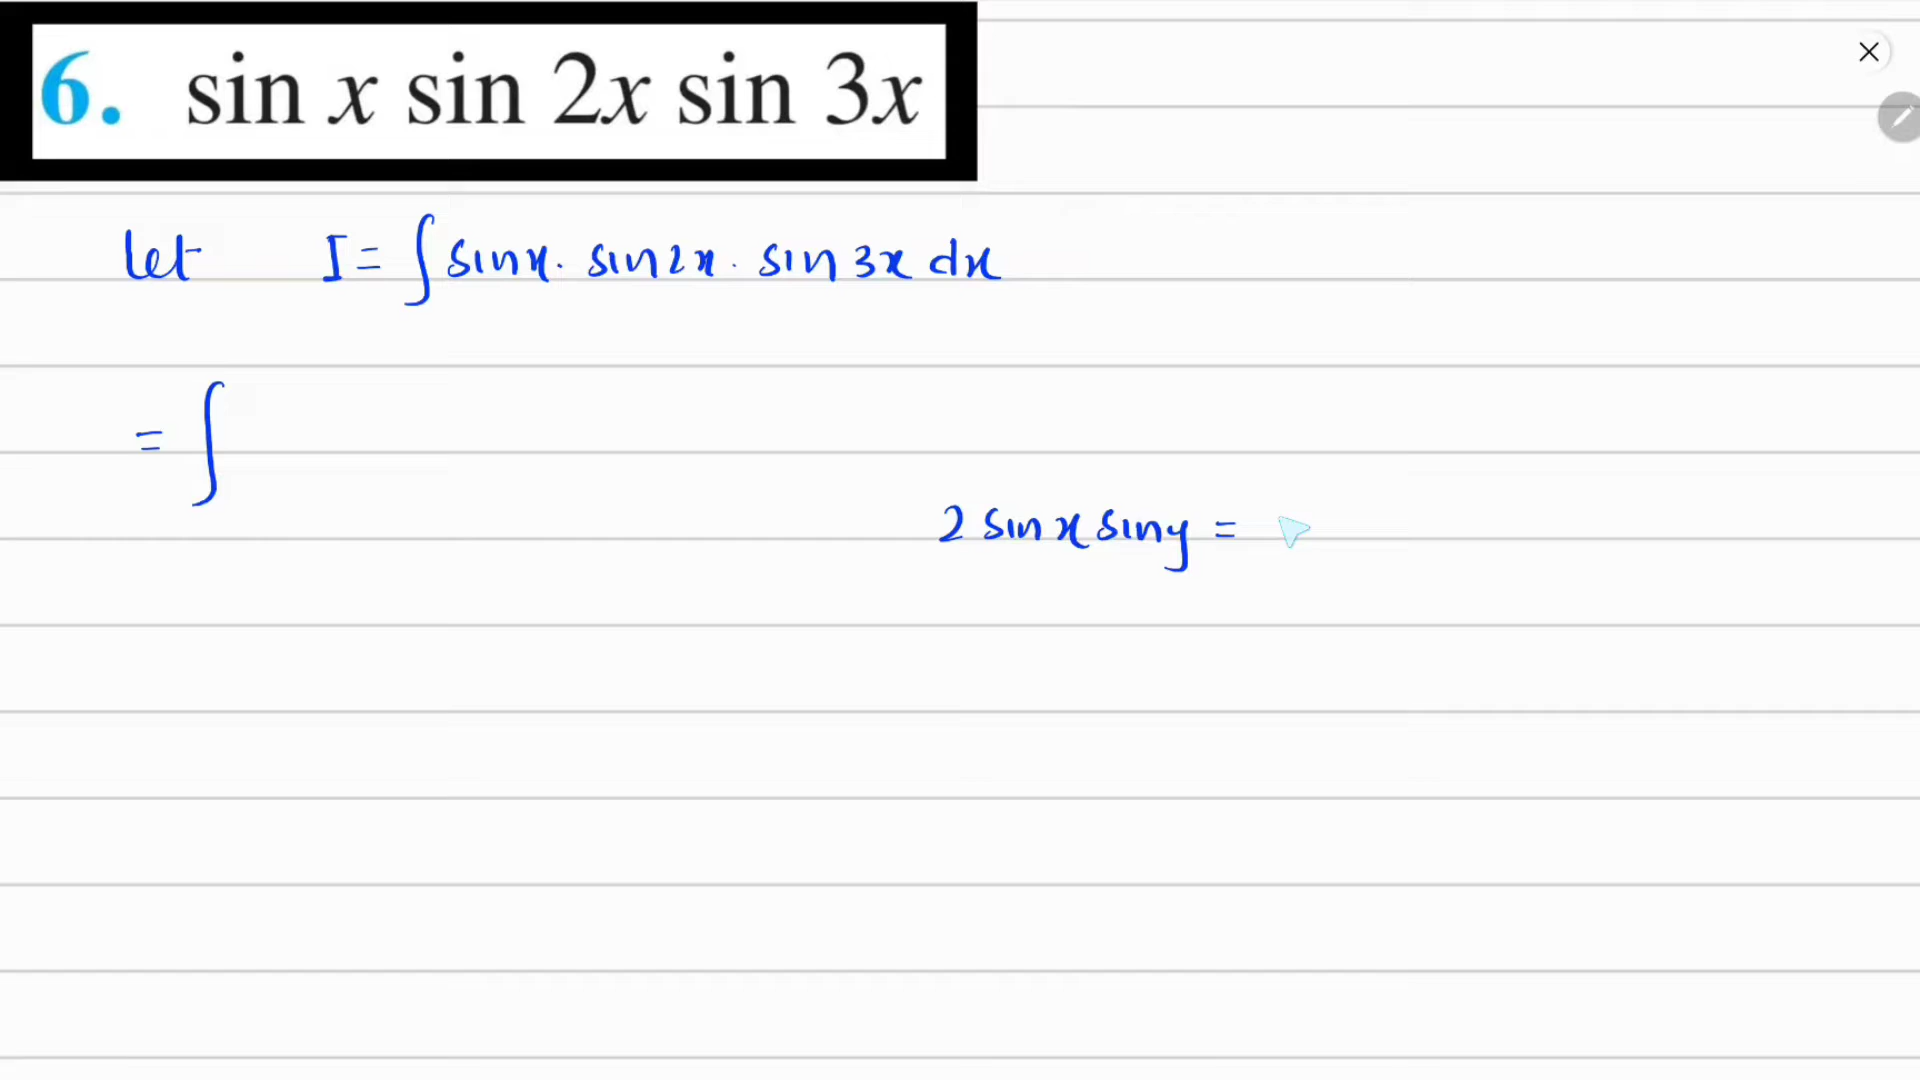 6. sin x sin 2x sin 3x
let I = ∫ sinx. sin2x. sin3x dx
= ∫
2 sinx siny =